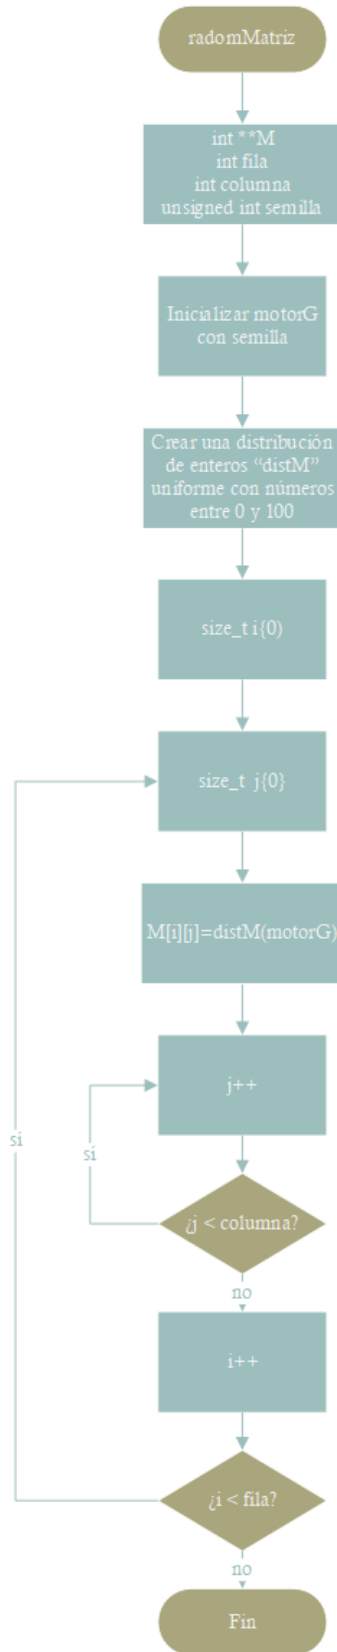 radomMatriz
int **M
int fila
int columna
unsigned int semilla
Inicializar motorG
con semilla
Crear una distribución
de enteros “distM”
uniforme con números
entre 0 y 100
size_t i{0)
size_t j{0}
M[i][j]=distM(motorG)
j++
si
si
¿j < columna?
no
i++
¿i < fila?
no
Fin